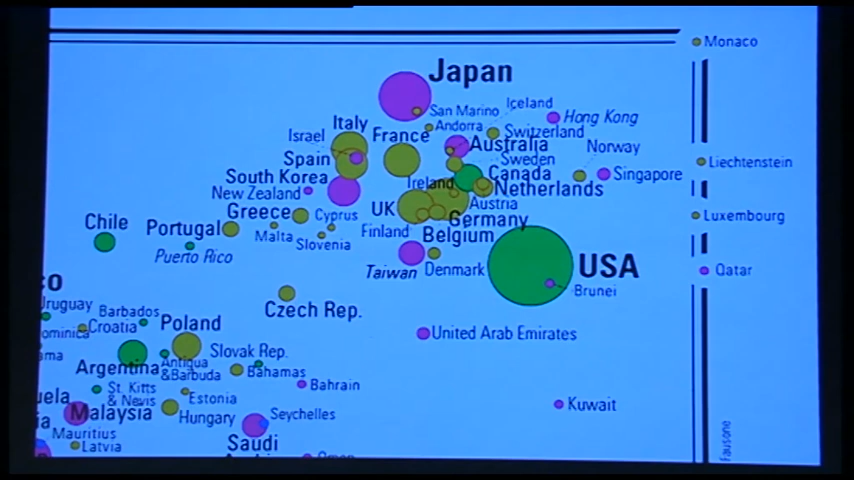 Monaco
Japan
Iceland
San Marino
Hong Kong
Italy
Andorra
Switzerland
Israel
France
Australia
Norway
Spain
Sweden
Liechtenstein
South Korea
Canada
Singapore
Ireland
New Zealand
Netherlands
Austria
UK
Greece
Cyprus
Germany
Luxembourg
Chile
Portugal
Malta
Finland
Belgium
Slovenia
Puerto Rico
Taiwan
Denmark
USA
Qatar
Brunei
Uruguay
Barbados
Czech Rep.
Croatia
Poland
United Arab Emirates
Slovak Rep.
Argentina
Antigua
&Barbuda
Bahamas
Bahrain
St. Kitts
& Nevis
Estonia
Malaysia
Hungary
Seychelles
Kuwait
Mauritius
Latvia
Saudi